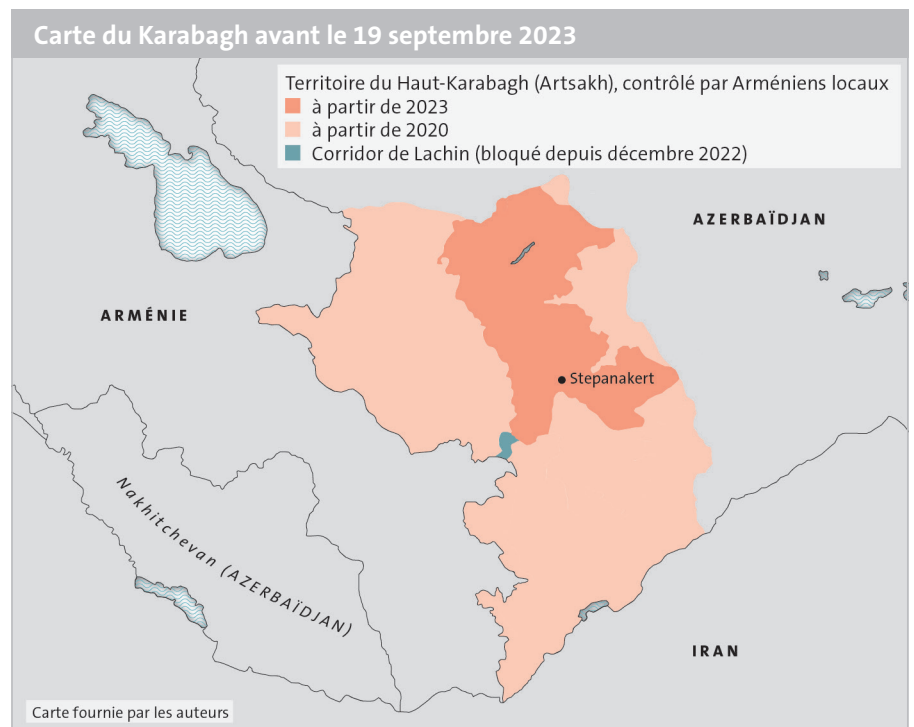 Carte du Karabagh avant le 19 septembre 2023
Territoire du Haut-Karabagh (Artsakh), contrôlé par Arméniens locaux
à partir de 2023
à partir de 2020
Corridor de Lachin (bloqué depuis décembre 2022)
AZERBAÏDJAN
ARMÉNIE
Stepanakert
Nakhitchevan (AZERBAÏDJAN)
IRAN
Carte fournie par les auteurs